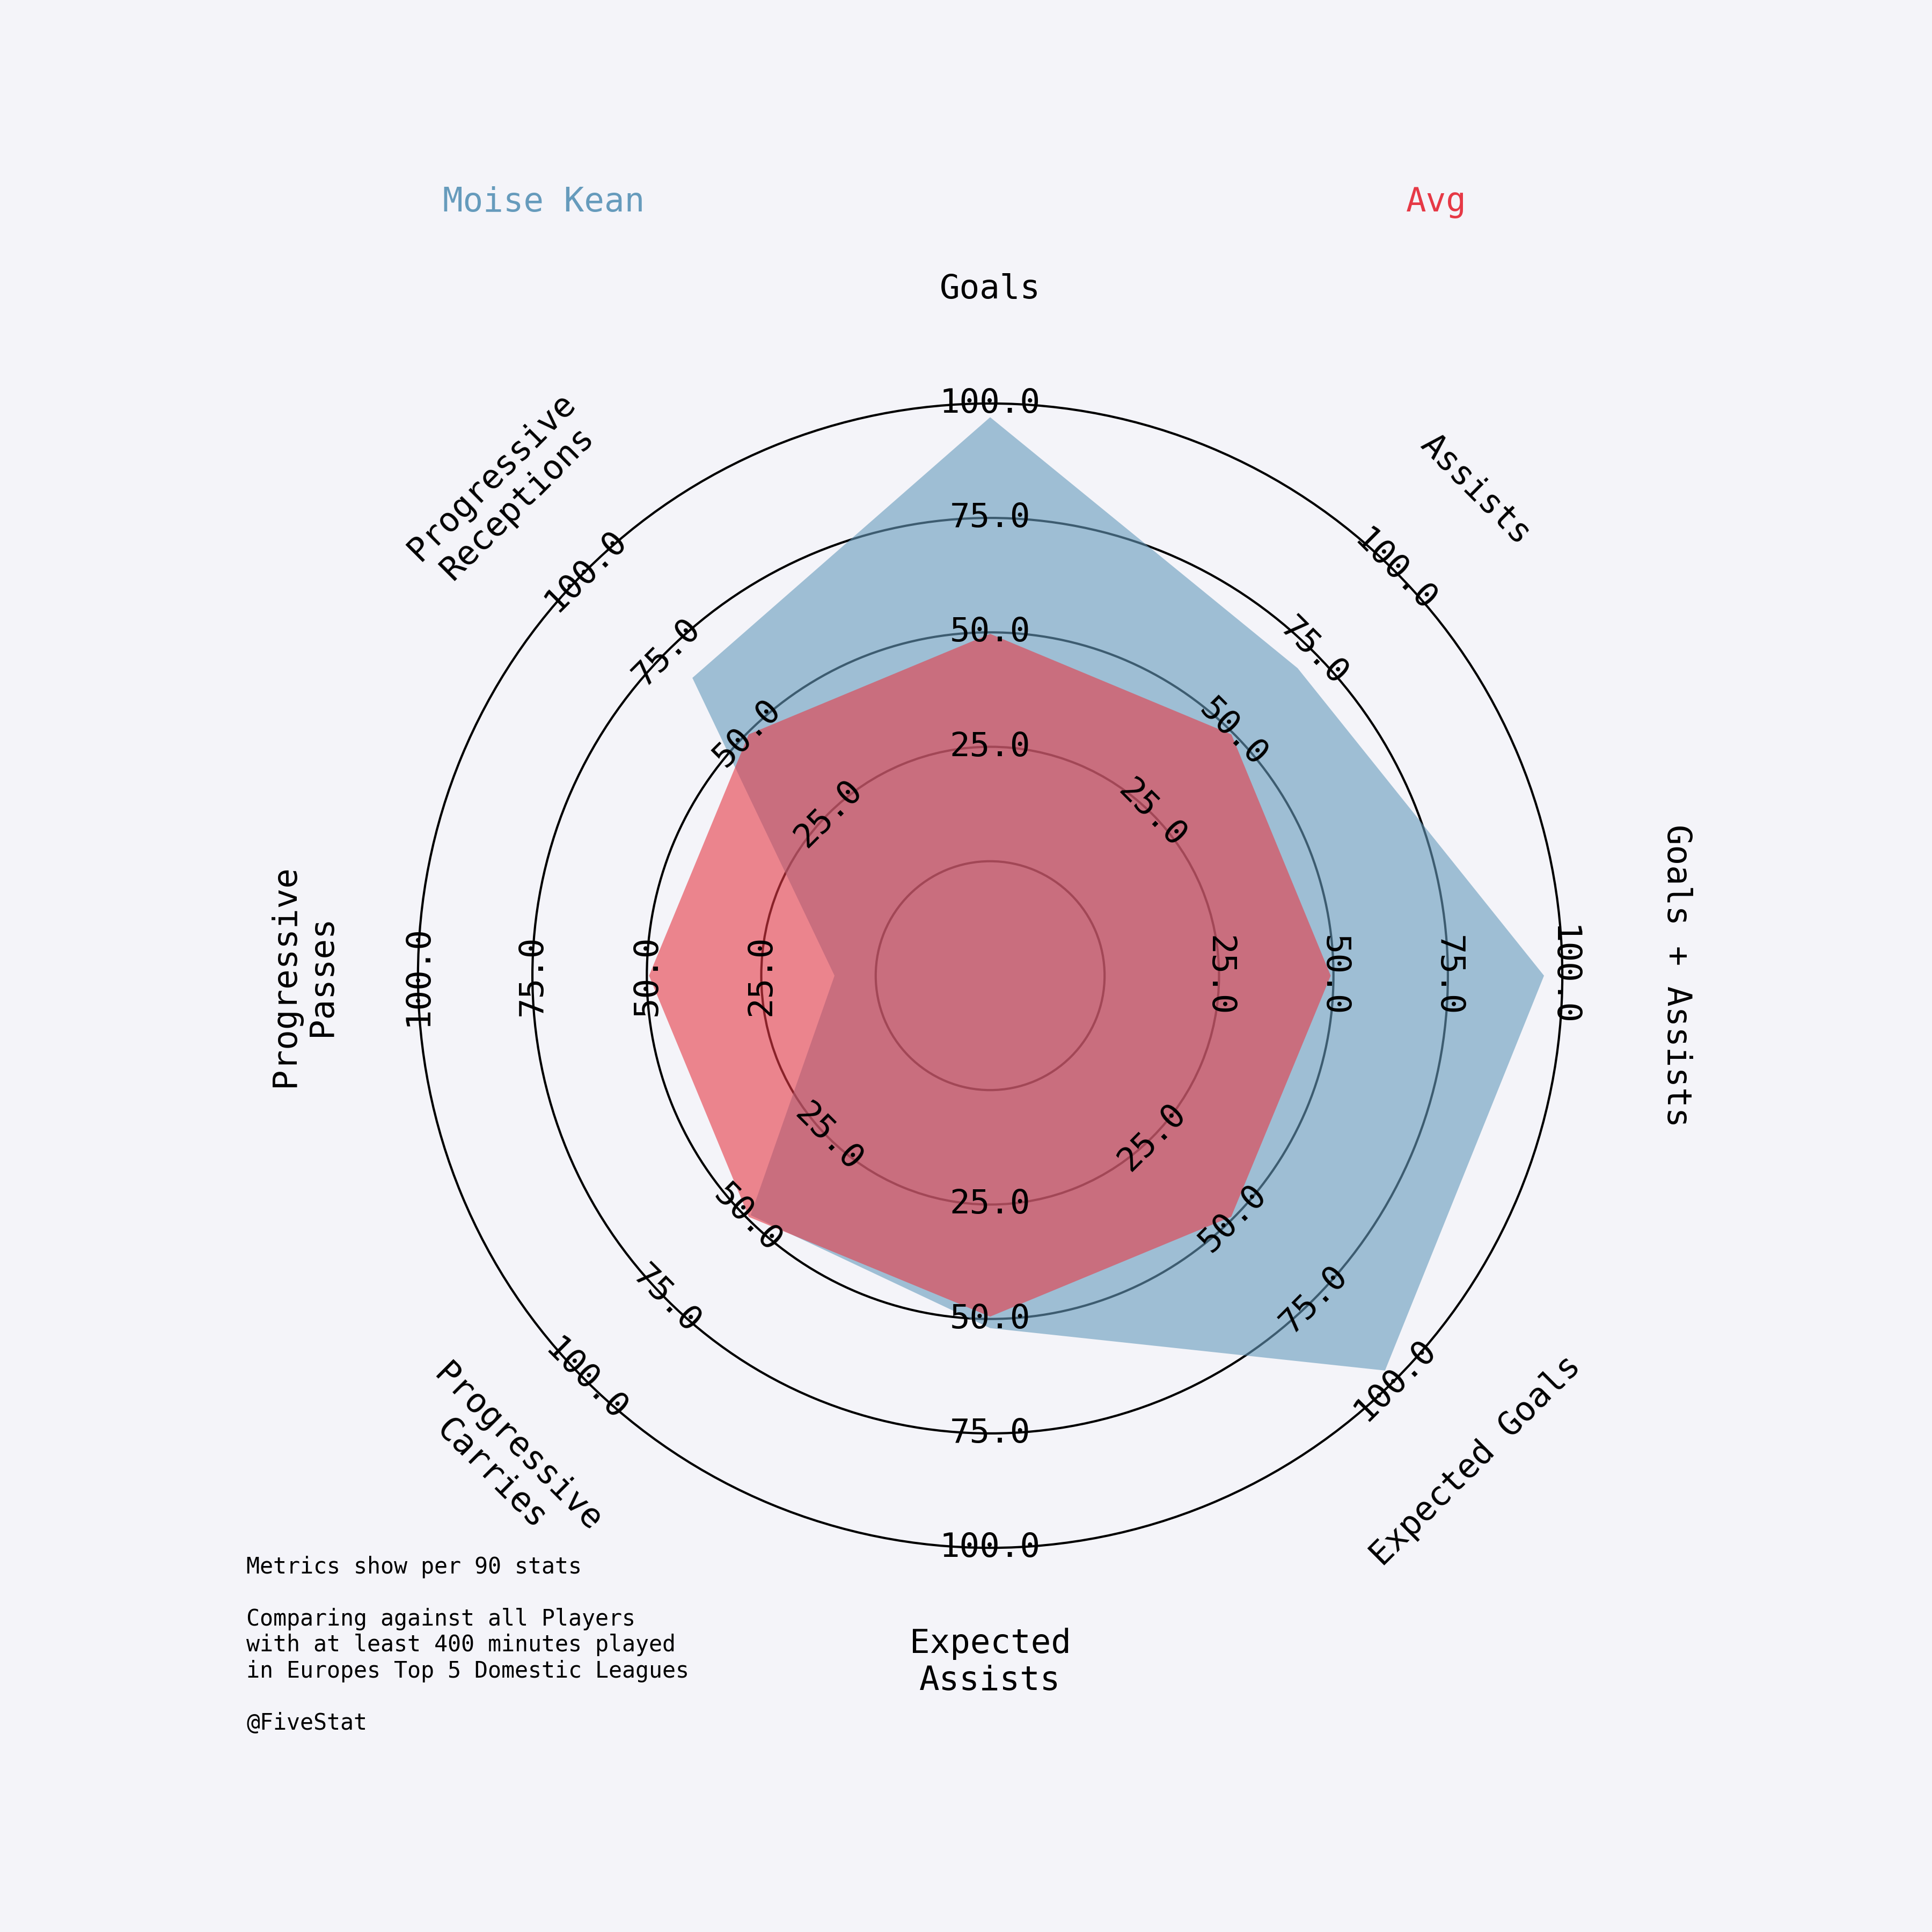 Moise Kean
Avg
Goals
Assists
Goals + Assists
Expected Goals
Expected
Assists
Progressive
Carries
Progressive
Passes
Progressive
Receptions
25.0
50.0
75.0
100.0
25.0
50.0
75.0
100.0
25.0
50.0
75.0
100.0
25.0
50.0
75.0
100.0
25.0
50.0
75.0
100.0
25.0
50.0
75.0
100.0
25.0
50.0
75.0
100.0
25.0
50.0
75.0
100.0
Metrics show per 90 stats
Comparing against all Players
with at least 400 minutes played
in Europes Top 5 Domestic Leagues
@FiveStat